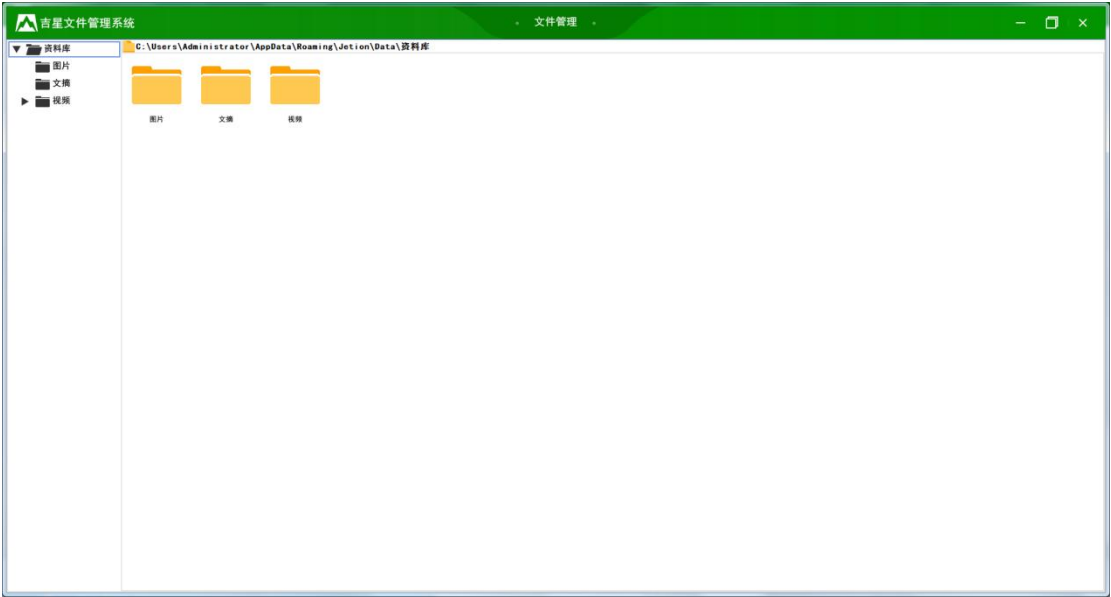 吉星文件管理系统
文件管理
资料库
C:\Users\Administrator\AppData\Roaming\Jetion\Data\资料库
图片
文摘
视频
图片
文摘
视频